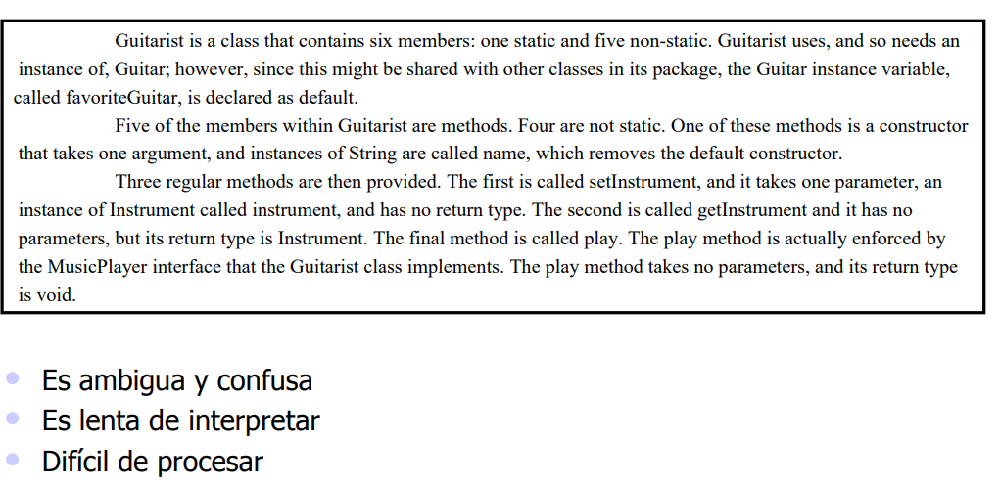 Guitarist is a class that contains six members: one static and five non-static. Guitarist uses, and so needs an
instance of, Guitar; however, since this might be shared with other classes in its package, the Guitar instance variable,
called favoriteGuitar, is declared as default.
Five of the members within Guitarist are methods. Four are not static. One of these methods is a constructor
that takes one argument, and instances of String are called name, which removes the default constructor.
Three regular methods are then provided. The first is called setInstrument, and it takes one parameter, an
instance of Instrument called instrument, and has no return type. The second is called getInstrument and it has no
parameters, but its return type is Instrument. The final method is called play. The play method is actually enforced by
the MusicPlayer interface that the Guitarist class implements. The play method takes no parameters, and its return type
is void.
Es ambigua y confusa
Es lenta de interpretar
Difícil de procesar